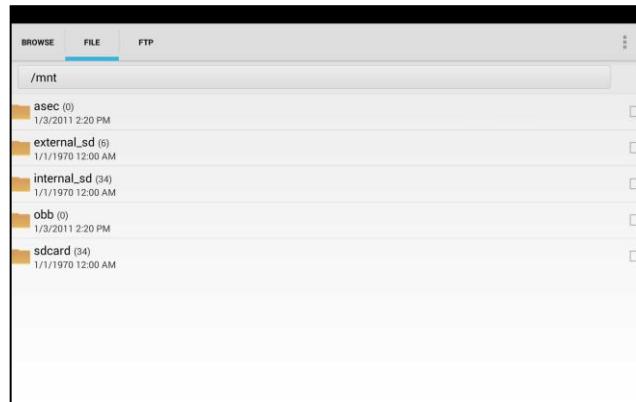 BROWSE FILE FTP
/mnt
asec (0)
1/3/2011 2:20 PM
external_sd (6)
1/1/1970 12:00 AM
internal_sd (34)
1/1/1970 12:00 AM
obb (0)
1/3/2011 2:20 PM
sdcard (34)
1/1/1970 12:00 AM